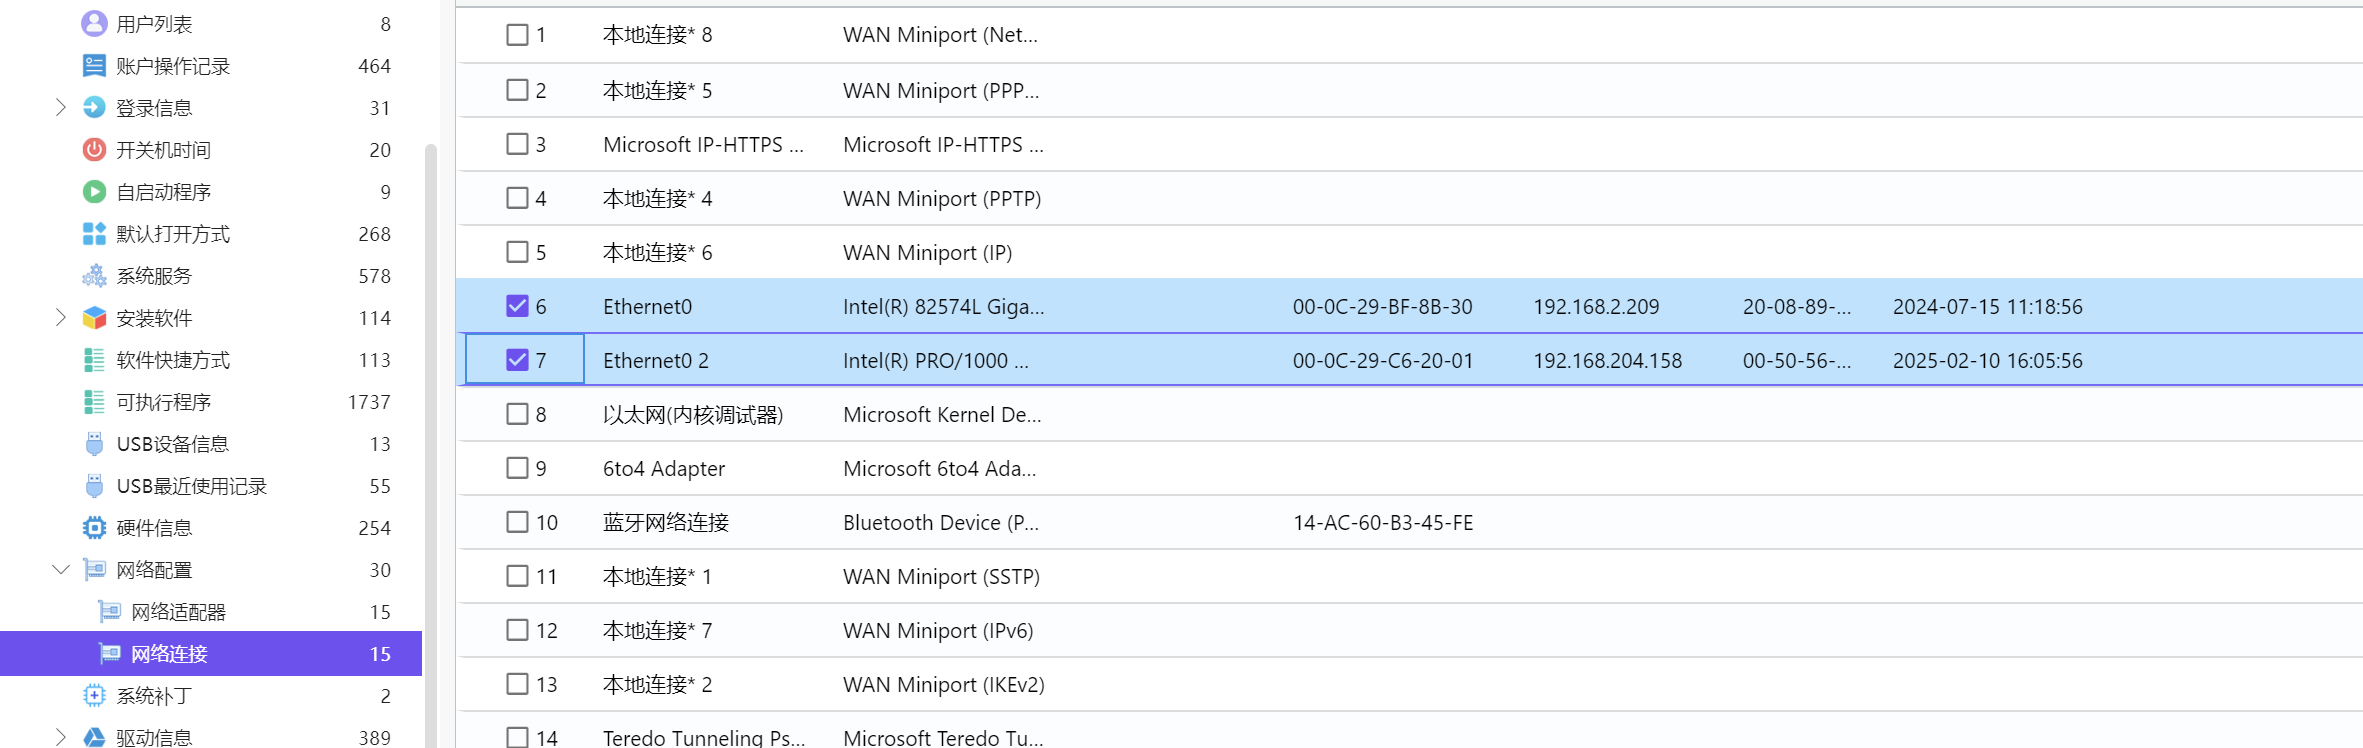 用户列表 8
账户操作记录 464
登录信息 31
开关机时间 20
自启动程序 9
默认打开方式 268
系统服务 578
安装软件 114
软件快捷方式 113
可执行程序 1737
USB设备信息 13
USB最近使用记录 55
硬件信息 254
网络配置 30
网络适配器 15
网络连接 15
系统补丁 2
驱动信息 389
1 本地连接* 8 WAN Miniport (Net...
2 本地连接* 5 WAN Miniport (PPP...
3 Microsoft IP-HTTPS ... Microsoft IP-HTTPS ...
4 本地连接* 4 WAN Miniport (PPTP)
5 本地连接* 6 WAN Miniport (IP)
6 Ethernet0 Intel(R) 82574L Giga... 00-0C-29-BF-8B-30 192.168.2.209 20-08-89-... 2024-07-15 11:18:56
7 Ethernet0 2 Intel(R) PRO/1000 ... 00-0C-29-C6-20-01 192.168.204.158 00-50-56-... 2025-02-10 16:05:56
8 以太网(内核调试器) Microsoft Kernel De...
9 6to4 Adapter Microsoft 6to4 Ada...
10 蓝牙网络连接 Bluetooth Device (P... 14-AC-60-B3-45-FE
11 本地连接* 1 WAN Miniport (SSTP)
12 本地连接* 7 WAN Miniport (IPv6)
13 本地连接* 2 WAN Miniport (IKEv2)
14 Teredo Tunneling Ps... Microsoft Teredo Tu...